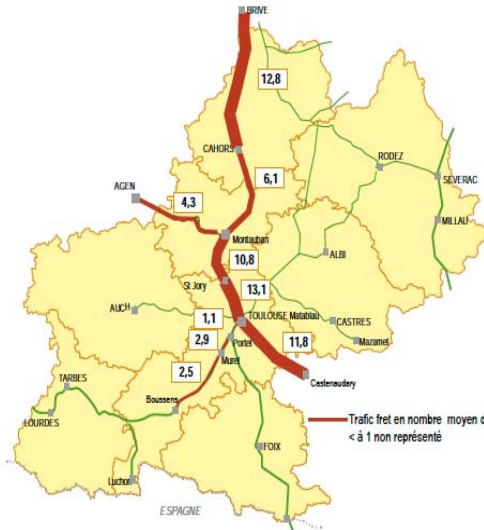 BRIVE
12,8
CAHORS
6,1
RODEZ
AGEN
4,3
SEVERAC
MILLAU
Montauban
10,8
ALBI
St Jory
13,1
AUCH
1,1
TOULOUSE Matabiau
CASTRES
2,9
Portet
11,8
Mazamet
Muret
2,5
Castenaudary
TARBES
Boussens
LOURDES
Trafic fret en nombre moyen d
< à 1 non représenté
FOIX
Luchon
ESPAGNE